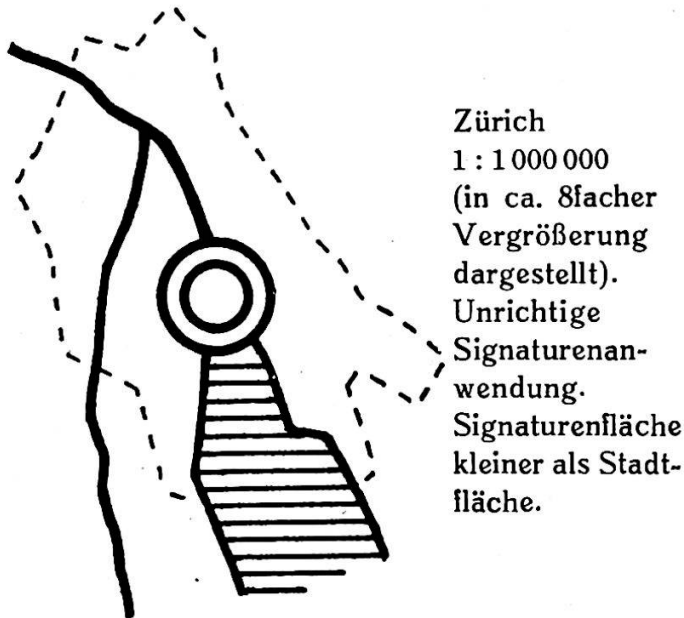 Zürich
1 : 1 000 000
(in ca. 8facher
Vergrößerung
dargestellt).
Unrichtige
Signaturenan-
wendung.
Signaturenfläche
kleiner als Stadt-
fläche.